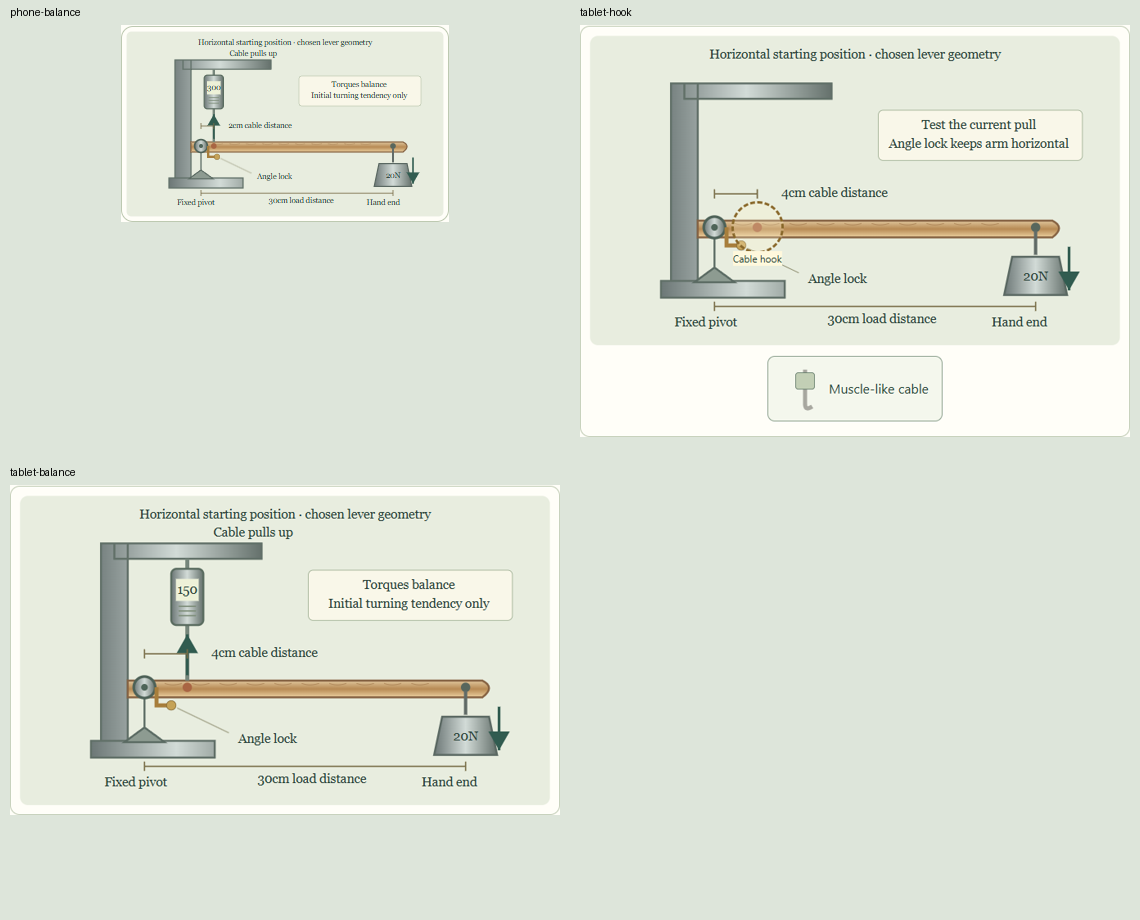 phone-balance
Horizontal starting position · chosen lever geometry
Cable pulls up
300
Torques balance
Initial turning tendency only
2cm cable distance
Angle lock
20N
30cm load distance
Fixed pivot
Hand end
tablet-hook
Horizontal starting position · chosen lever geometry
Test the current pull
Angle lock keeps arm horizontal
4cm cable distance
Cable hook
Angle lock
20N
30cm load distance
Fixed pivot
Hand end
Muscle-like cable
tablet-balance
Horizontal starting position · chosen lever geometry
Cable pulls up
150
Torques balance
Initial turning tendency only
4cm cable distance
Angle lock
20N
30cm load distance
Fixed pivot
Hand end